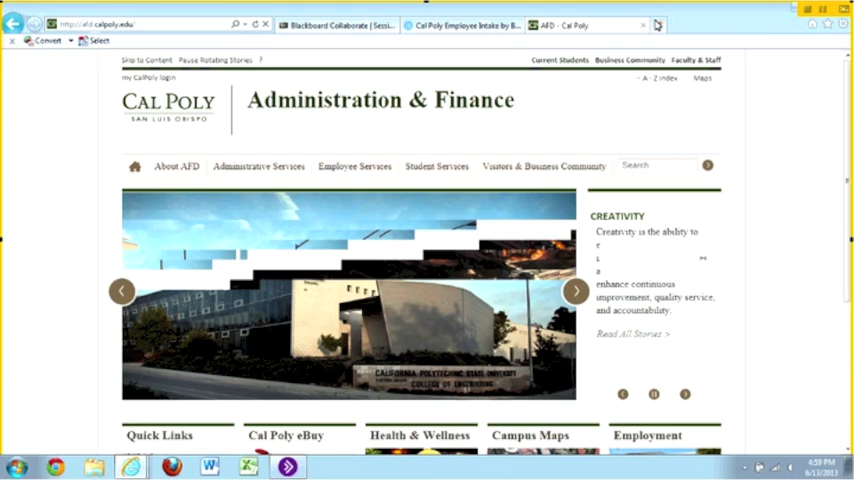 http://afd.calpoly.edu/
Blackboard Collaborate | Sessi...
Cal Poly Employee Intake by B...
AFD - Cal Poly
Convert
Select
Skip to Content
Pause Rotating Stories
?
Current Students
Business Community
Faculty & Staff
my CalPoly login
- A - Z Index
Maps
CAL POLY
SAN LUIS OBISPO
Administration & Finance
About AFD
Administrative Services
Employee Services
Student Services
Visitors & Business Community
Search
CREATIVITY
Creativity is the ability to
enhance continuous
improvement, quality service,
and accountability.
Read All Stories >
CALIFORNIA POLYTECHNIC STATE UNIVERSITY
COLLEGE OF ENGINEERING
Quick Links
Cal Poly eBuy
Health & Wellness
Campus Maps
Employment
4:59 PM
6/13/2013